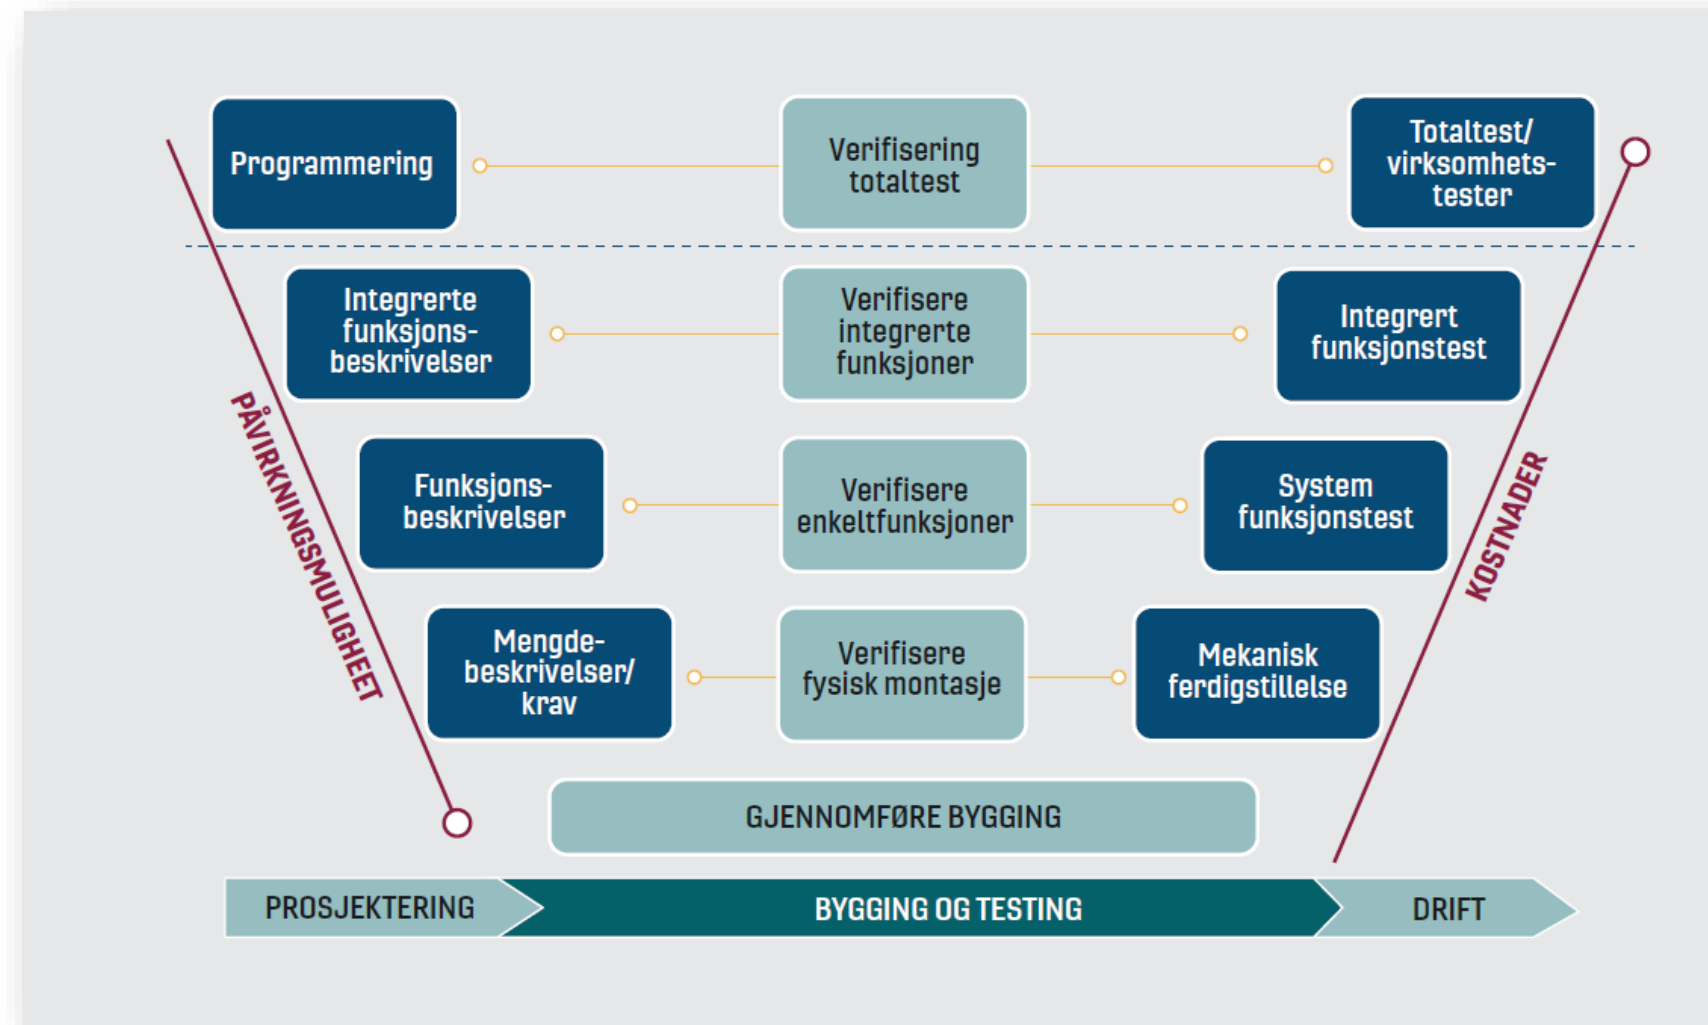 Programmering
Verifisering
totaltest
Totaltest/
virksomhets-
tester
Integrerte
funksjons-
beskrivelser
Verifisere
integrerte
funksjoner
Integrert
funksjonstest
PÅVIRKNINGSMULIGHEET
Funksjons-
beskrivelser
Verifisere
enkeltfunksjoner
System
funksjonstest
KOSTNADER
Mengde-
beskrivelser/
krav
Verifisere
fysisk montasje
Mekanisk
ferdigstillelse
GJENNOMFØRE BYGGING
PROSJEKTERING
BYGGING OG TESTING
DRIFT